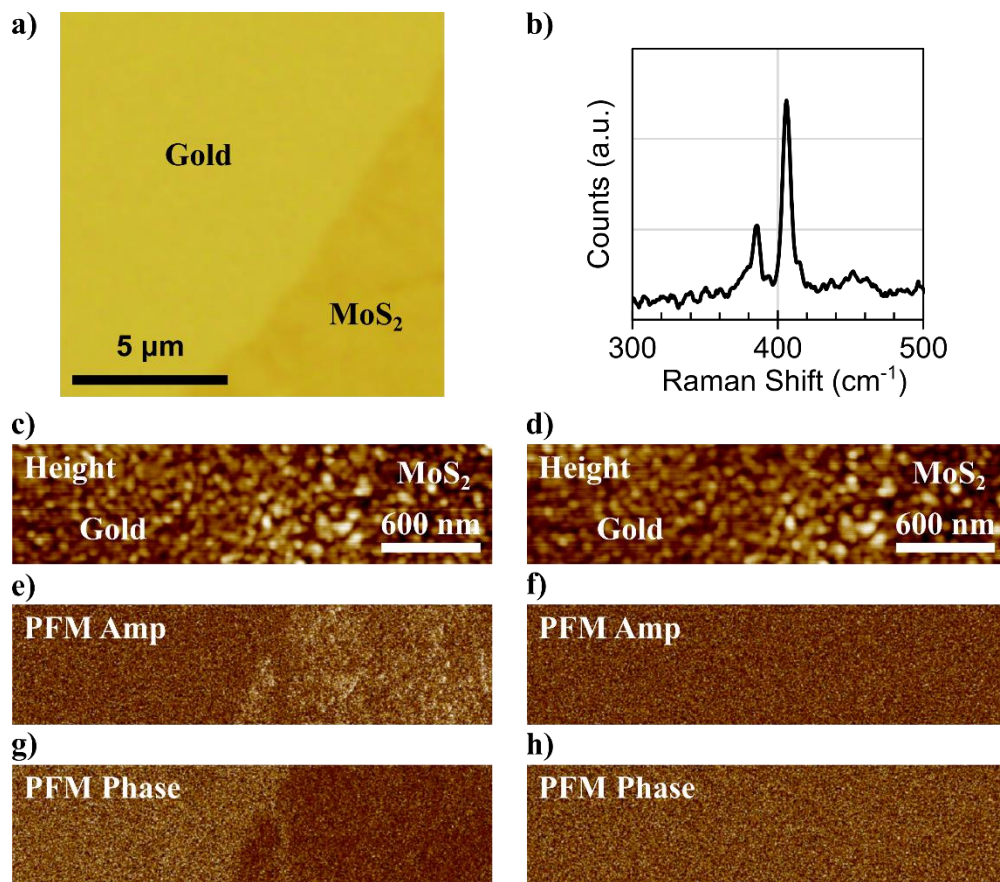 a)
Gold
MoS₂
5 µm
b)
Counts (a.u.)
300
400
500
Raman Shift (cm⁻¹)
c)
Height
MoS₂
Gold
600 nm
d)
Height
MoS₂
Gold
600 nm
e)
PFM Amp
f)
PFM Amp
g)
PFM Phase
h)
PFM Phase